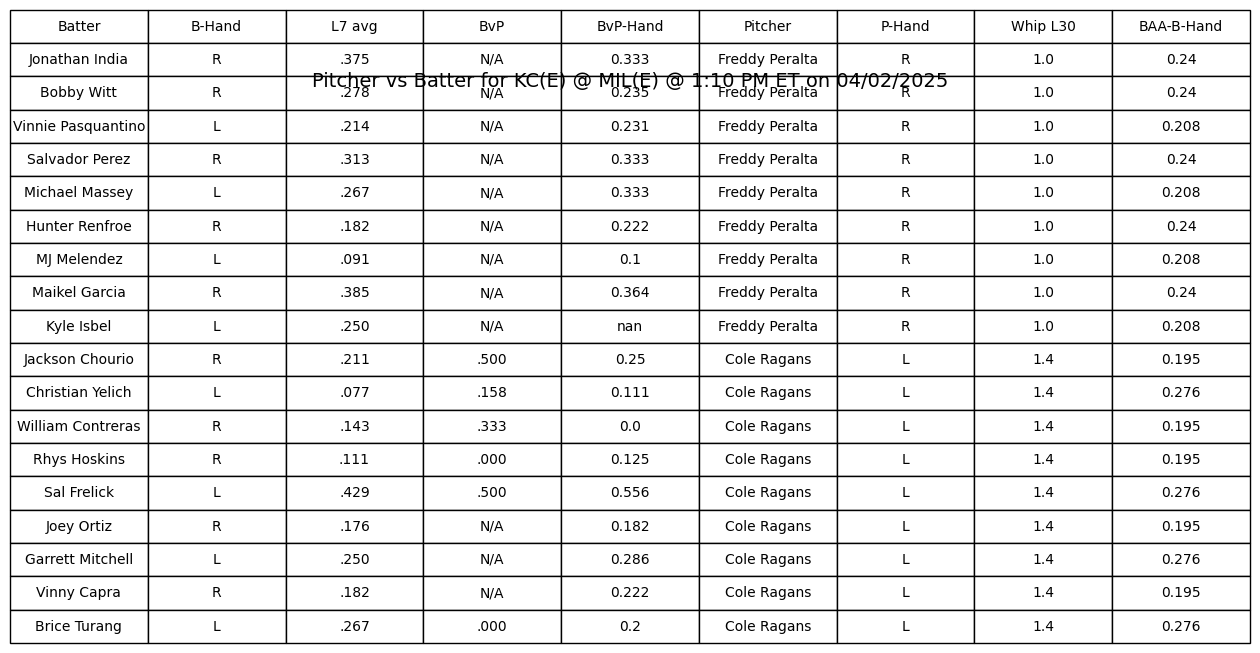 Batter B-Hand L7 avg BvP BvP-Hand Pitcher P-Hand Whip L30 BAA-B-Hand
Jonathan India R .375 N/A 0.333 Freddy Peralta R 1.0 0.24
Pitcher vs Batter for KC(E) @ MIL(E) @ 1:10 PM ET on 04/02/2025
Bobby Witt R .278 N/A 0.235 Freddy Peralta R 1.0 0.24
Vinnie Pasquantino L .214 N/A 0.231 Freddy Peralta R 1.0 0.208
Salvador Perez R .313 N/A 0.333 Freddy Peralta R 1.0 0.24
Michael Massey L .267 N/A 0.333 Freddy Peralta R 1.0 0.208
Hunter Renfroe R .182 N/A 0.222 Freddy Peralta R 1.0 0.24
MJ Melendez L .091 N/A 0.1 Freddy Peralta R 1.0 0.208
Maikel Garcia R .385 N/A 0.364 Freddy Peralta R 1.0 0.24
Kyle Isbel L .250 N/A nan Freddy Peralta R 1.0 0.208
Jackson Chourio R .211 .500 0.25 Cole Ragans L 1.4 0.195
Christian Yelich L .077 .158 0.111 Cole Ragans L 1.4 0.276
William Contreras R .143 .333 0.0 Cole Ragans L 1.4 0.195
Rhys Hoskins R .111 .000 0.125 Cole Ragans L 1.4 0.195
Sal Frelick L .429 .500 0.556 Cole Ragans L 1.4 0.276
Joey Ortiz R .176 N/A 0.182 Cole Ragans L 1.4 0.195
Garrett Mitchell L .250 N/A 0.286 Cole Ragans L 1.4 0.276
Vinny Capra R .182 N/A 0.222 Cole Ragans L 1.4 0.195
Brice Turang L .267 .000 0.2 Cole Ragans L 1.4 0.276